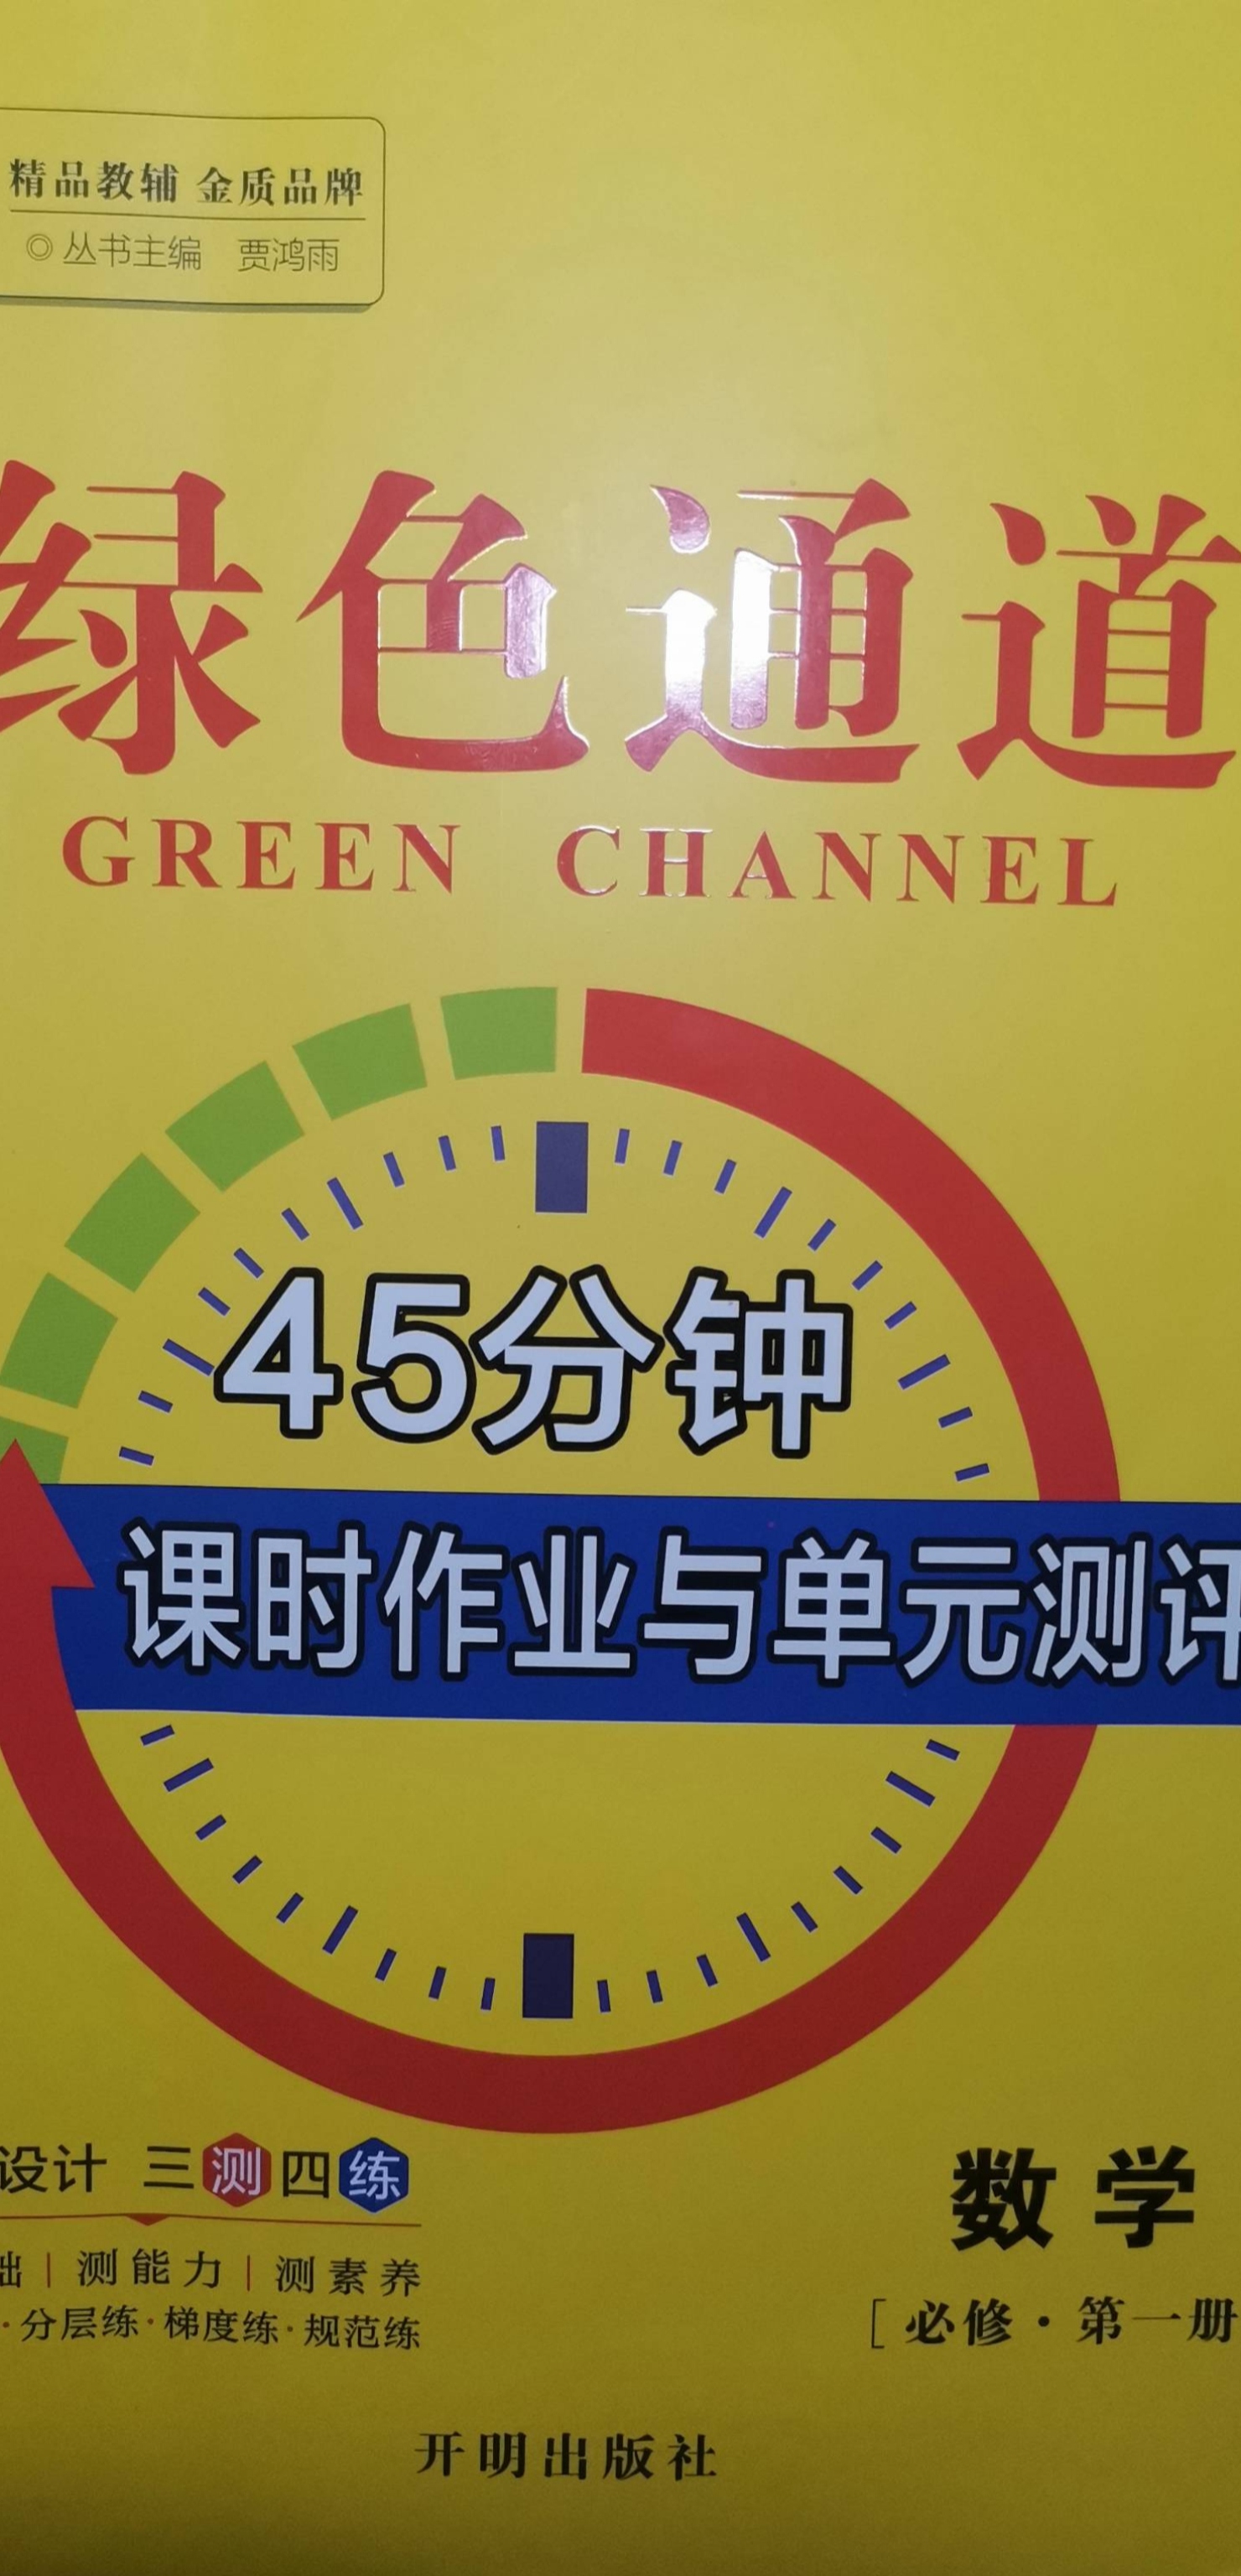 精品教辅 金质品牌
◎ 丛书主编 贾鸿雨
绿色通道
GREEN CHANNEL
45分钟
课时作业与单元测评
设计 三测四练
础 | 测能力 | 测素养
·分层练·梯度练·规范练
数学
[必修·第一册
开明出版社